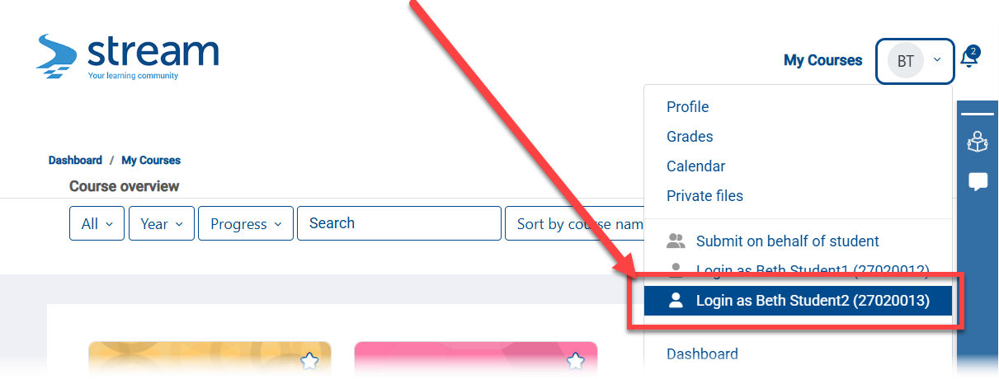 stream
Your learning community
My Courses
BT
2
Profile
Grades
Calendar
Private files
Dashboard / My Courses
Course overview
All
Year
Progress
Search
Sort by course nam
Submit on behalf of student
Login as Beth Student1 (27020012)
Login as Beth Student2 (27020013)
Dashboard